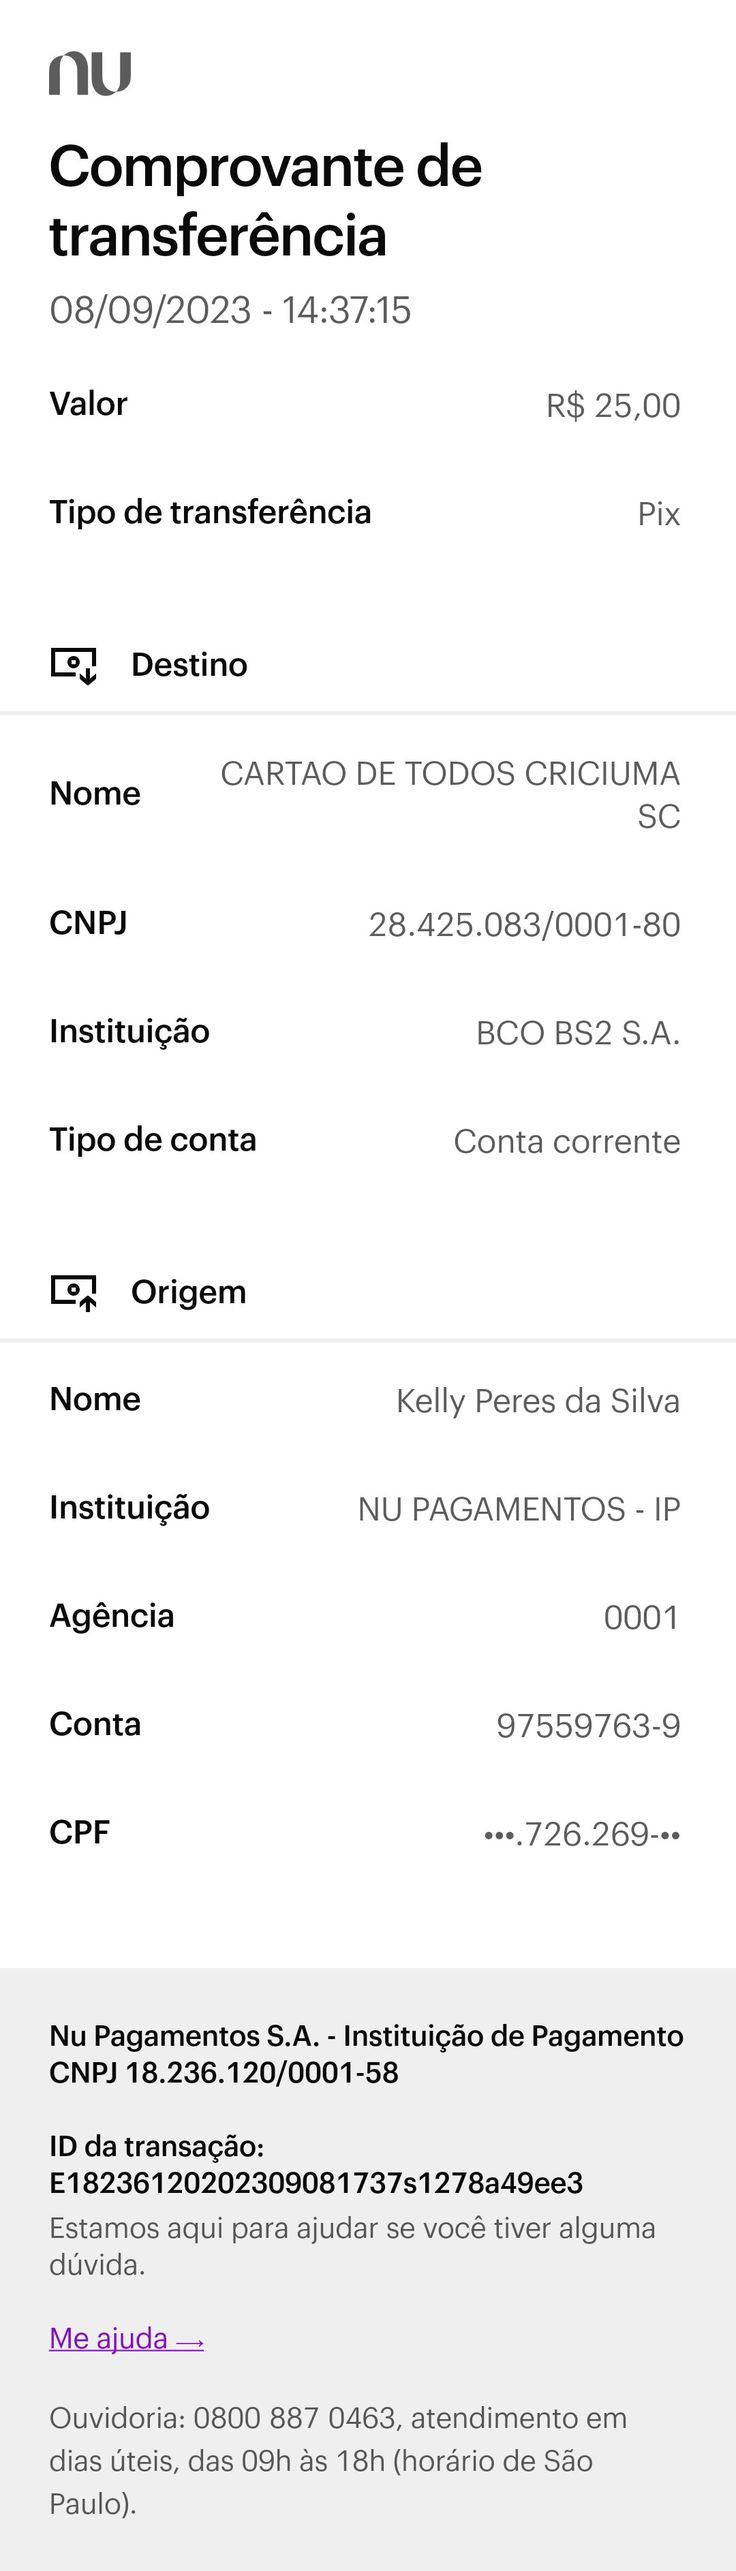 nu
Comprovante de
transferência
08/09/2023 - 14:37:15
Valor R$ 25,00
Tipo de transferência Pix
Destino
Nome CARTAO DE TODOS CRICIUMA
SC
CNPJ 28.425.083/0001-80
Instituição BCO BS2 S.A.
Tipo de conta Conta corrente
Origem
Nome Kelly Peres da Silva
Instituição NU PAGAMENTOS - IP
Agência 0001
Conta 97559763-9
CPF •••.726.269-••
Nu Pagamentos S.A. - Instituição de Pagamento
CNPJ 18.236.120/0001-58
ID da transação:
E18236120202309081737s1278a49ee3
Estamos aqui para ajudar se você tiver alguma
dúvida.
Me ajuda →
Ouvidoria: 0800 887 0463, atendimento em
dias úteis, das 09h às 18h (horário de São
Paulo).